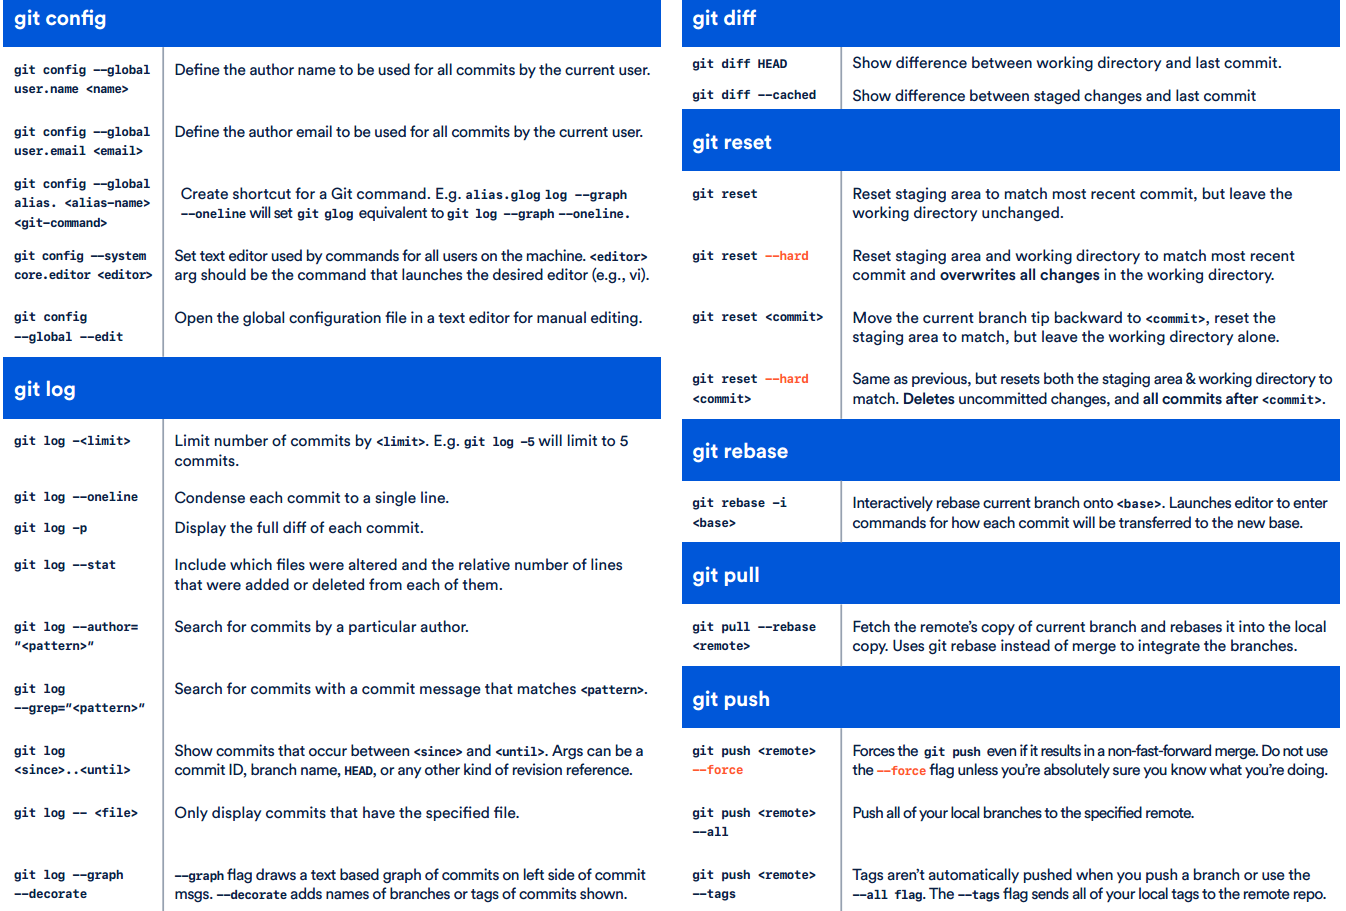 git config
git config --global
user.name <name>
Define the author name to be used for all commits by the current user.
git config --global
user.email <email>
Define the author email to be used for all commits by the current user.
git config --global
alias. <alias-name>
<git-command>
Create shortcut for a Git command. E.g. alias.glog log --graph
--oneline will set git glog equivalent to git log --graph --oneline.
git config --system
core.editor <editor>
Set text editor used by commands for all users on the machine. <editor>
arg should be the command that launches the desired editor (e.g., vi).
git config
--global --edit
Open the global configuration file in a text editor for manual editing.
git log
git log -<limit>
Limit number of commits by <limit>. E.g. git log -5 will limit to 5
commits.
git log --oneline
Condense each commit to a single line.
git log -p
Display the full diff of each commit.
git log --stat
Include which files were altered and the relative number of lines
that were added or deleted from each of them.
git log --author=
"<pattern>"
Search for commits by a particular author.
git log
--grep="<pattern>"
Search for commits with a commit message that matches <pattern>.
git log
<since>..<until>
Show commits that occur between <since> and <until>. Args can be a
commit ID, branch name, HEAD, or any other kind of revision reference.
git log -- <file>
Only display commits that have the specified file.
git log --graph
--decorate
--graph flag draws a text based graph of commits on left side of commit
msgs. --decorate adds names of branches or tags of commits shown.
git diff
git diff HEAD
Show difference between working directory and last commit.
git diff --cached
Show difference between staged changes and last commit
git reset
git reset
Reset staging area to match most recent commit, but leave the
working directory unchanged.
git reset --hard
Reset staging area and working directory to match most recent
commit and overwrites all changes in the working directory.
git reset <commit>
Move the current branch tip backward to <commit>, reset the
staging area to match, but leave the working directory alone.
git reset --hard
<commit>
Same as previous, but resets both the staging area & working directory to
match. Deletes uncommitted changes, and all commits after <commit>.
git rebase
git rebase -i
<base>
Interactively rebase current branch onto <base>. Launches editor to enter
commands for how each commit will be transferred to the new base.
git pull
git pull --rebase
<remote>
Fetch the remote's copy of current branch and rebases it into the local
copy. Uses git rebase instead of merge to integrate the branches.
git push
git push <remote>
--force
Forces the git push even if it results in a non-fast-forward merge. Do not use
the --force flag unless you're absolutely sure you know what you're doing.
git push <remote>
--all
Push all of your local branches to the specified remote.
git push <remote>
--tags
Tags aren't automatically pushed when you push a branch or use the
--all flag. The --tags flag sends all of your local tags to the remote repo.